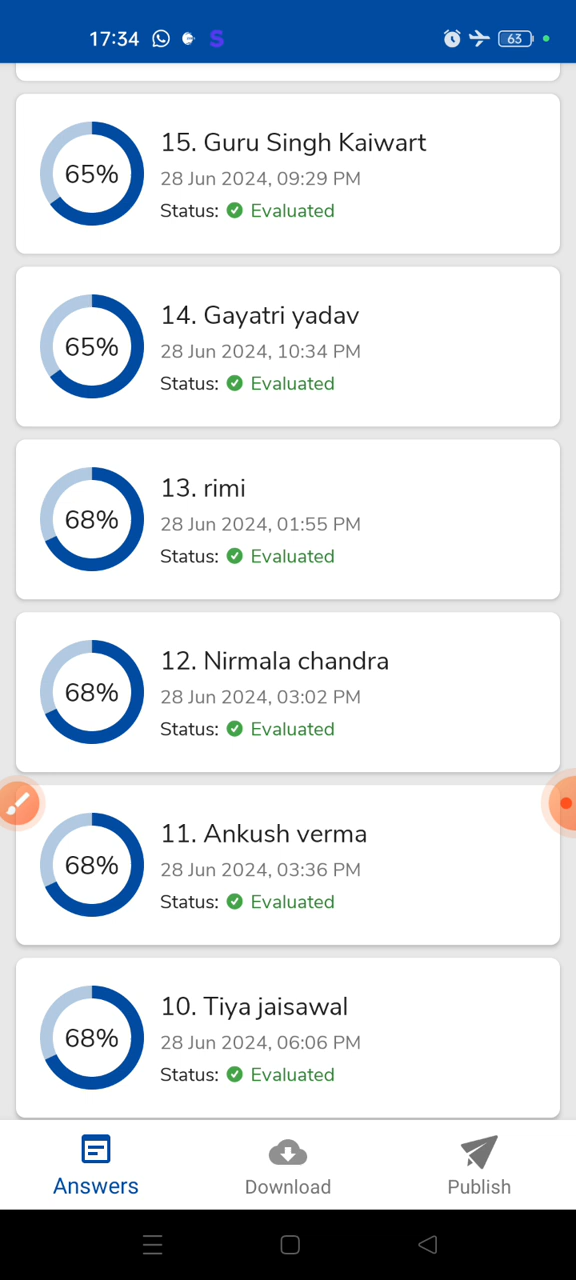 17:34 S 63
15. Guru Singh Kaiwart
65%
28 Jun 2024, 09:29 PM
Status: Evaluated
14. Gayatri yadav
65%
28 Jun 2024, 10:34 PM
Status: Evaluated
13. rimi
68%
28 Jun 2024, 01:55 PM
Status: Evaluated
12. Nirmala chandra
68%
28 Jun 2024, 03:02 PM
Status: Evaluated
11. Ankush verma
68%
28 Jun 2024, 03:36 PM
Status: Evaluated
10. Tiya jaisawal
68%
28 Jun 2024, 06:06 PM
Status: Evaluated
Answers Download Publish